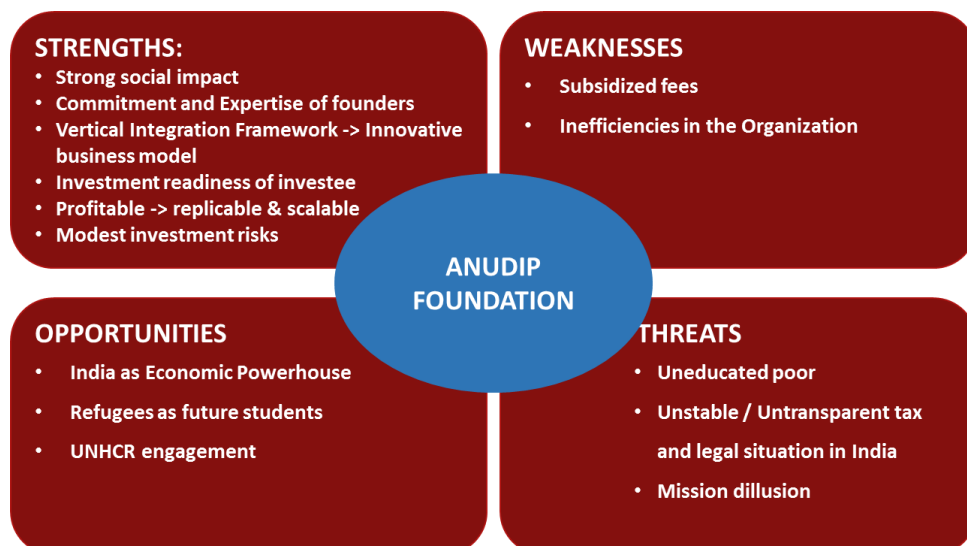 STRENGTHS:
• Strong social impact
• Commitment and Expertise of founders
• Vertical Integration Framework -> Innovative
business model
• Investment readiness of investee
• Profitable -> replicable & scalable
• Modest investment risks
WEAKNESSES
• Subsidized fees
• Inefficiencies in the Organization
ANUDIP
FOUNDATION
OPPORTUNITIES
• India as Economic Powerhouse
• Refugees as future students
• UNHCR engagement
THREATS
• Uneducated poor
• Unstable / Untransparent tax
and legal situation in India
• Mission dillusion